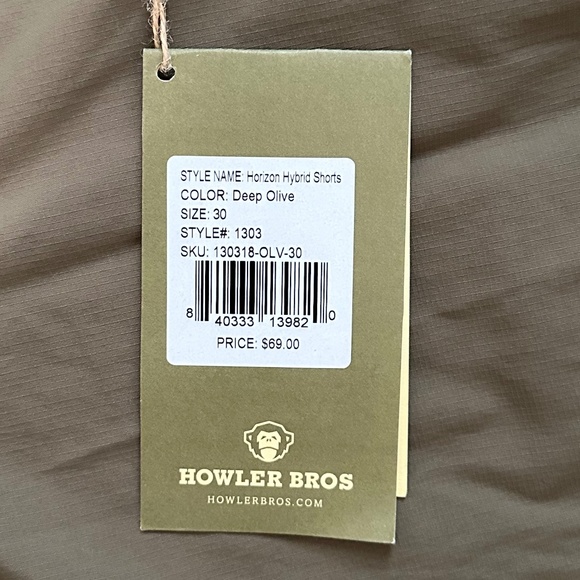 STYLE NAME: Horizon Hybrid Shorts
COLOR: Deep Olive
SIZE: 30
STYLE#: 1303
SKU: 130318-OLV-30
8 40333 13982 0
PRICE: $69.00
HOWLER BROS
HOWLERBROS.COM